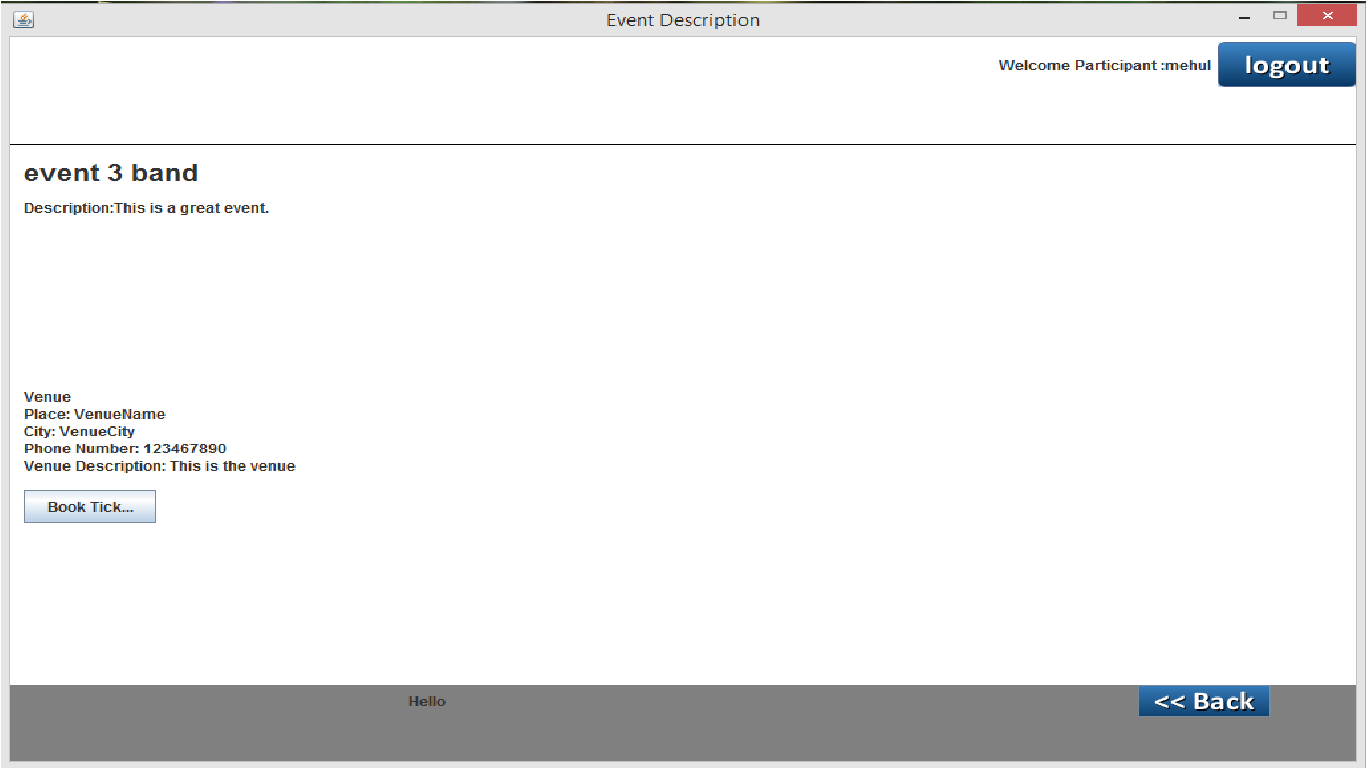 Event Description
Welcome Participant :mehul
logout
event 3 band
Description:This is a great event.
Venue
Place: VenueName
City: VenueCity
Phone Number: 123467890
Venue Description: This is the venue
Book Tick...
Hello
<< Back